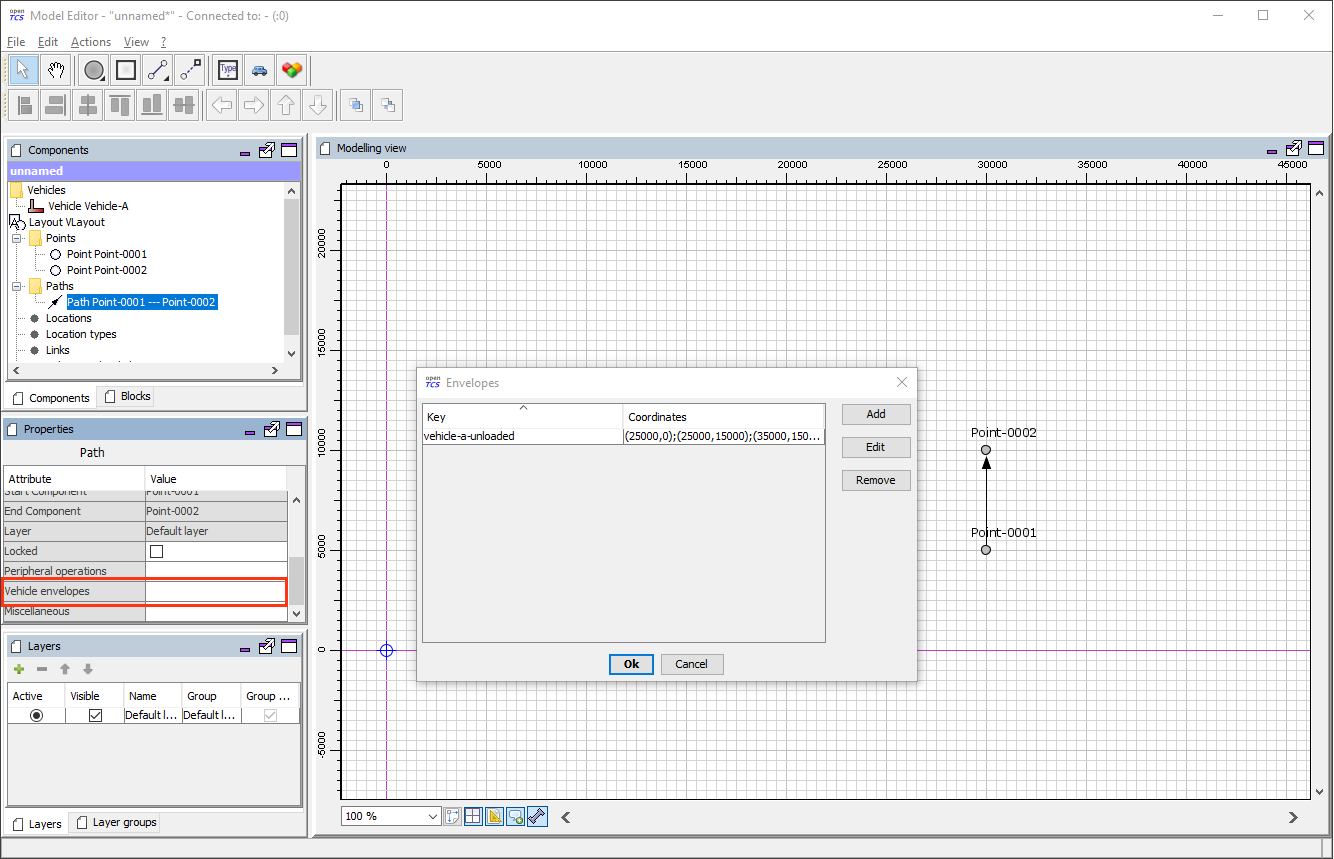 open TCS Model Editor - "unnamed*" - Connected to: - (:0)
File Edit Actions View ?
Type
Components
unnamed
Vehicles
Vehicle Vehicle-A
Layout VLayout
Points
Point Point-0001
Point Point-0002
Paths
Path Point-0001 --- Point-0002
Locations
Location types
Links
Components Blocks
Properties
Path
Attribute Value
Start Component Point-0001
End Component Point-0002
Layer Default layer
Locked
Peripheral operations
Vehicle envelopes
Miscellaneous
Layers
Active Visible Name Group Group ...
Default l... Default l...
Layers Layer groups
Modelling view
0 5000 10000 15000 20000 25000 30000 35000 40000 45000
20000
15000
10000
5000
0
-5000
Point-0002
Point-0001
open TCS Envelopes
Key Coordinates
vehicle-a-unloaded (25000,0);(25000,15000);(35000,150...
Add
Edit
Remove
Ok Cancel
100 %